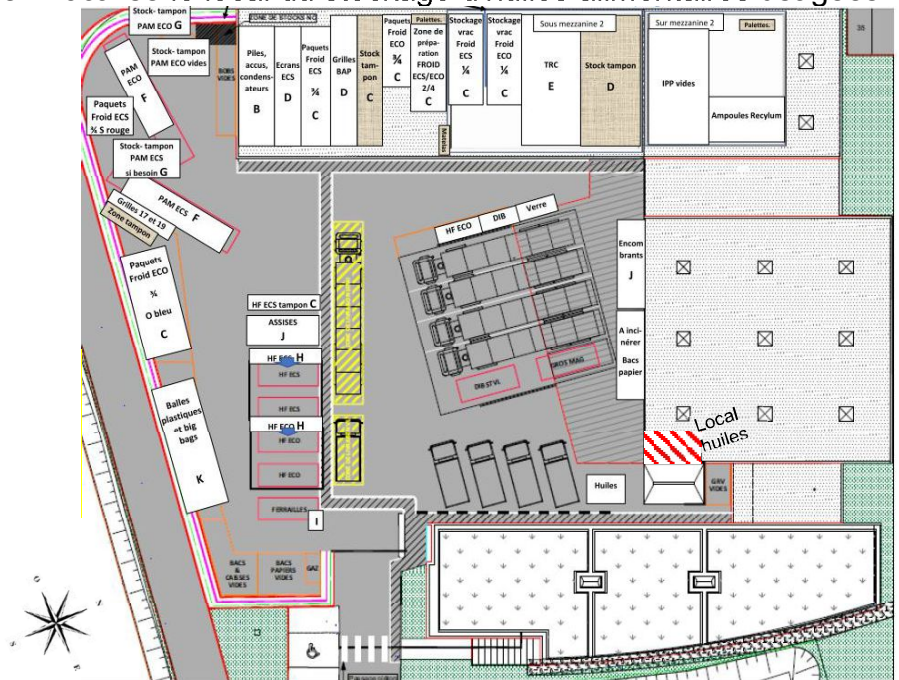 Stock- tampon
PAM ECO G
ZONE DE STOCKS NC
Stock- tampon
PAM ECO vides
PAM
ECO
F
BOBS
VIDES
Paquets
Froid ECS
¾ S rouge
Stock- tampon
PAM ECS
si besoin G
PAM ECS F
Grilles 17 et 19
Zone tampon
Paquets
Froid ECO
¾
O bleu
C
Balles
plastiques
et big
bags
K
Piles,
accus,
condens-
ateurs
B
Ecrans
ECS
D
Paquets
Froid
ECS
¾
C
Grilles
BAP
D
Stock
tam-
pon
C
Paquets
Froid
ECO
¾
C
Palettes.
Zone de
prépa-
ration
FROID
ECS/ECO
2/4
C
Matelas
Stockage
vrac
Froid
ECS
¼
C
Stockage
vrac
Froid
ECO
¼
C
Sous mezzanine 2
TRC
E
Stock tampon
D
Sur mezzanine 2
Palettes.
IPP vides
Ampoules Recylum
3B
HF ECO
DIB
Verre
Encom
brants
J
A inci-
nérer
Bacs
papier
HF ECS tampon C
ASSISES
J
HF ECS H
HF ECS
HF ECS
HF ECO H
HF ECO
HF ECO
FERRAILLES
I
DIB STVL
GROS MAG
Local
huiles
Huiles
GRV
VIDES
BACS
&
CAISSES
VIDES
BACS
PAPIERS
VIDES
GAZ
O
N
S
E